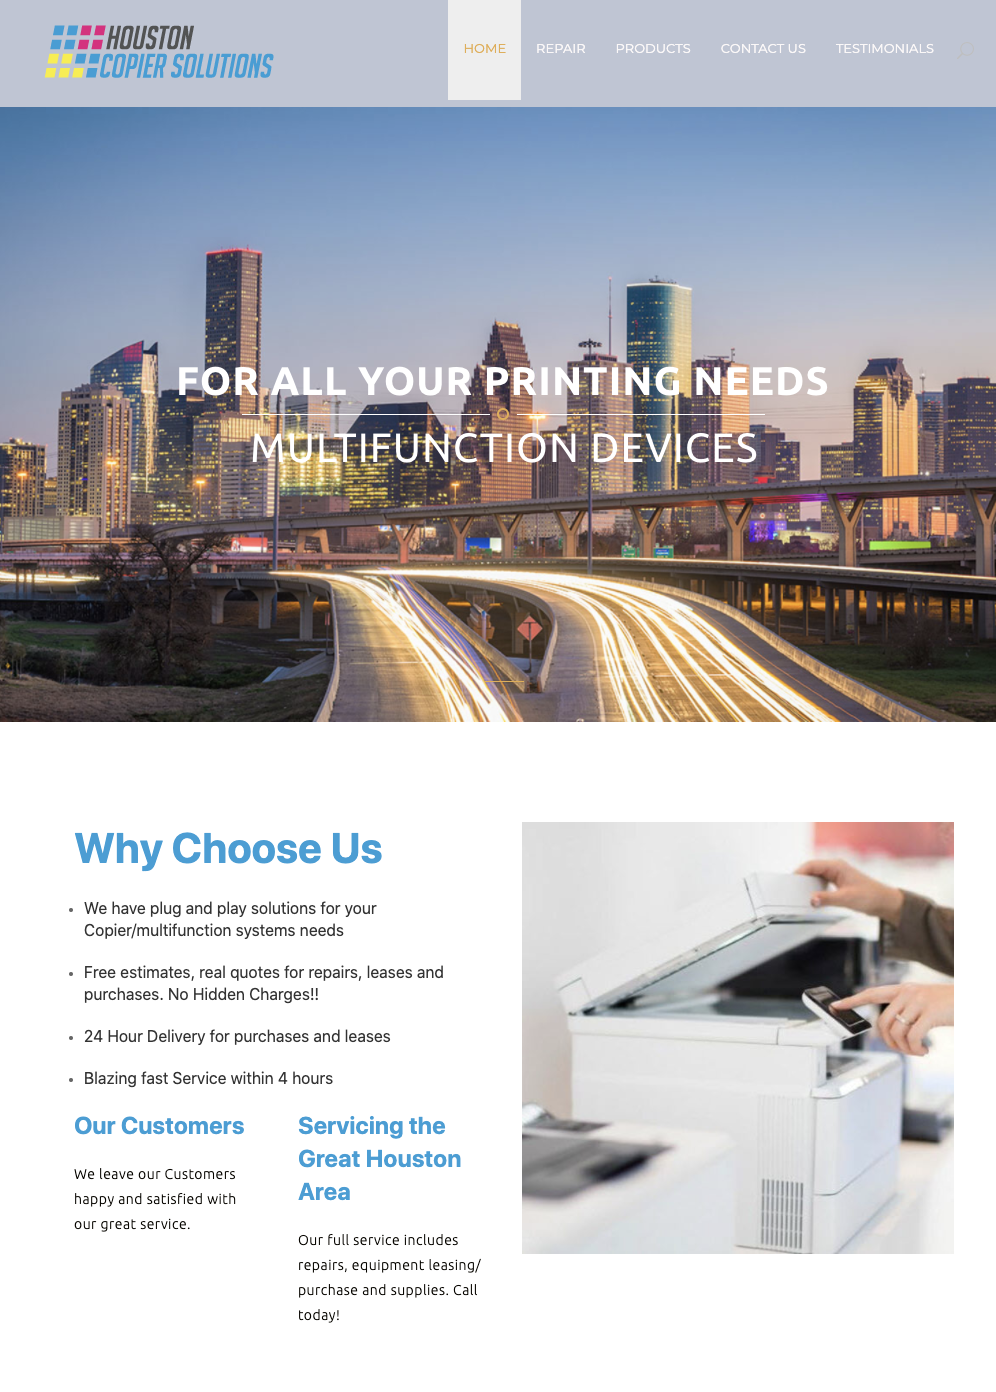 HOUSTON
COPIER SOLUTIONS
HOME REPAIR PRODUCTS CONTACT US TESTIMONIALS
FOR ALL YOUR PRINTING NEEDS
MULTIFUNCTION DEVICES
Why Choose Us
We have plug and play solutions for your
Copier/multifunction systems needs
Free estimates, real quotes for repairs, leases and
purchases. No Hidden Charges!!
24 Hour Delivery for purchases and leases
Blazing fast Service within 4 hours
Our Customers
We leave our Customers
happy and satisfied with
our great service.
Servicing the
Great Houston
Area
Our full service includes
repairs, equipment leasing/
purchase and supplies. Call
today!